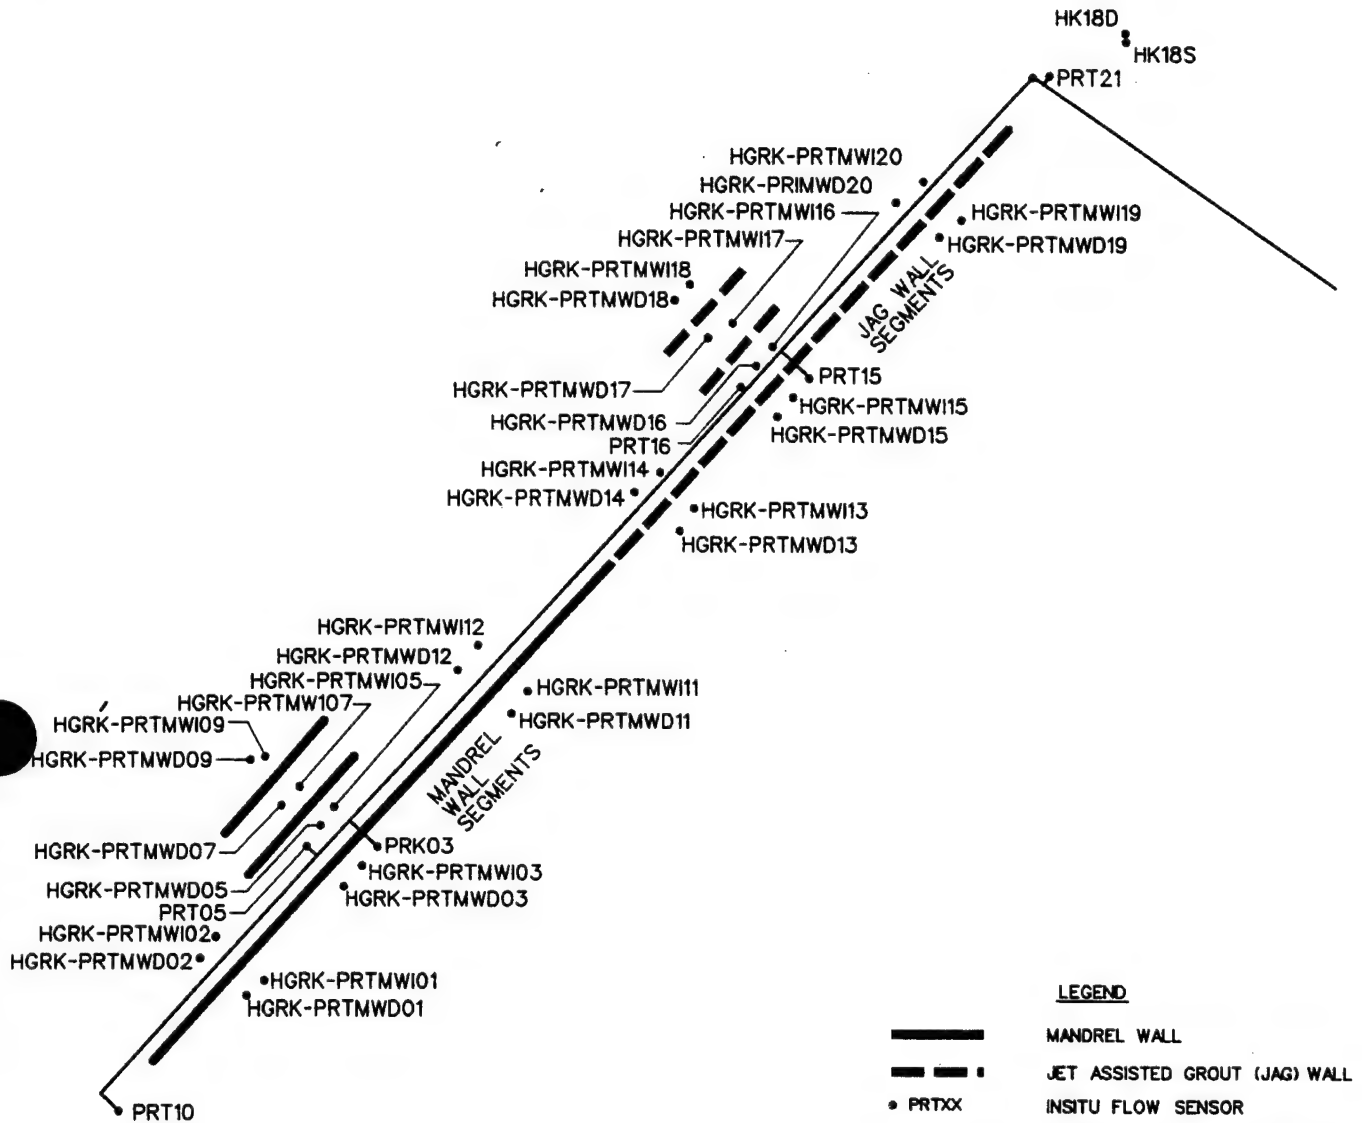 HK18D
HK18S
PRT21
HGRK-PRTMWI20
HGRK-PRIMWD20
HGRK-PRTMWI16
HGRK-PRTMWI19
HGRK-PRTMWI17
HGRK-PRTMWD19
HGRK-PRTMWI18
HGRK-PRTMWD18
JAG WALL
SEGMENTS
HGRK-PRTMWD17
PRT15
HGRK-PRTMWI15
HGRK-PRTMWD16
HGRK-PRTMWD15
PRT16
HGRK-PRTMWI14
HGRK-PRTMWD14
HGRK-PRTMWI13
HGRK-PRTMWD13
HGRK-PRTMWI12
HGRK-PRTMWD12
HGRK-PRTMWI05
HGRK-PRTMWI11
HGRK-PRTMW107
HGRK-PRTMWI09
HGRK-PRTMWD11
HGRK-PRTMWD09
MANDREL
WALL
SEGMENTS
HGRK-PRTMWD07
PRK03
HGRK-PRTMWI03
HGRK-PRTMWD05
HGRK-PRTMWD03
PRT05
HGRK-PRTMWI02
HGRK-PRTMWD02
HGRK-PRTMWI01
HGRK-PRTMWD01
PRT10
LEGEND
MANDREL WALL
JET ASSISTED GROUT (JAG) WALL
PRTXX INSITU FLOW SENSOR